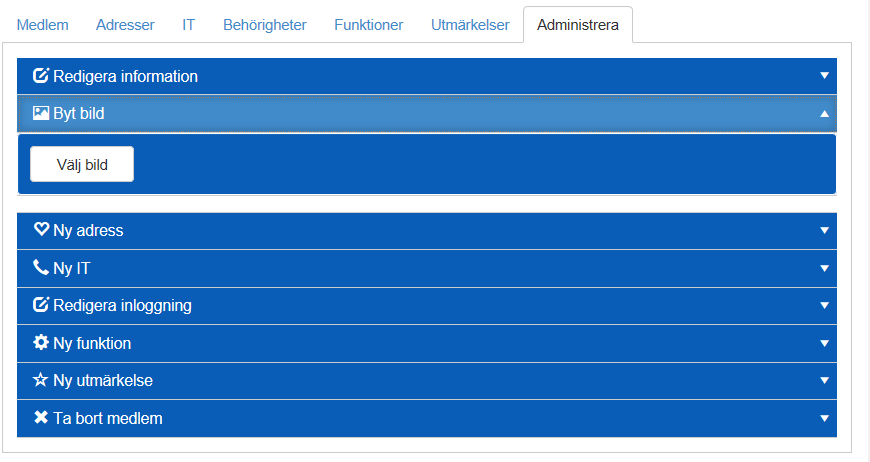 Medlem Adresser IT Behörigheter Funktioner Utmärkelser Administrera
Redigera information
Byt bild
Välj bild
Ny adress
Ny IT
Redigera inloggning
Ny funktion
Ny utmärkelse
Ta bort medlem